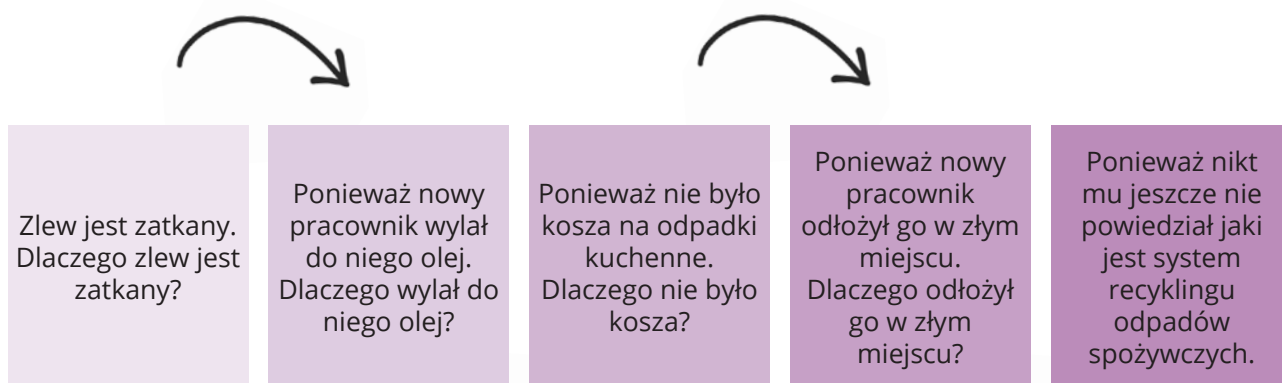 Zlew jest zatkany.
Dlaczego zlew jest
zatkany?
Ponieważ nowy
pracownik wylał
do niego olej.
Dlaczego wylał do
niego olej?
Ponieważ nie było
kosza na odpadki
kuchenne.
Dlaczego nie było
kosza?
Ponieważ nowy
pracownik
odłożył go w złym
miejscu.
Dlaczego odłożył
go w złym
miejscu?
Ponieważ nikt
mu jeszcze nie
powiedział jaki
jest system
recyklingu
odpadów
spożywczych.